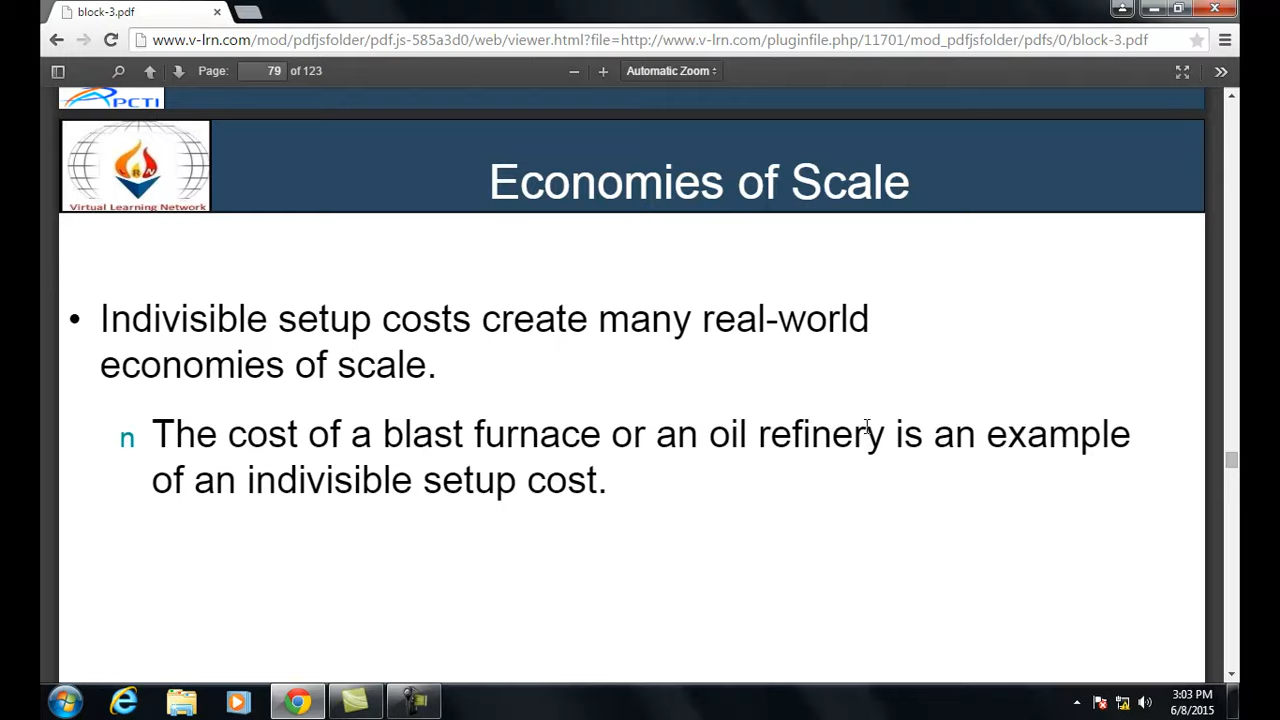 block-3.pdf
www.v-lrn.com/mod/pdfjsfolder/pdf.js-585a3d0/web/viewer.html?file=http://www.v-lrn.com/pluginfile.php/11701/mod_pdfjsfolder/pdfs/0/block-3.pdf
Page: 79 of 123 Automatic Zoom
PCTI
VLRN
Virtual Learning Network
Economies of Scale
• Indivisible setup costs create many real-world
economies of scale.
n The cost of a blast furnace or an oil refinery is an example
of an indivisible setup cost.
3:03 PM
6/8/2015